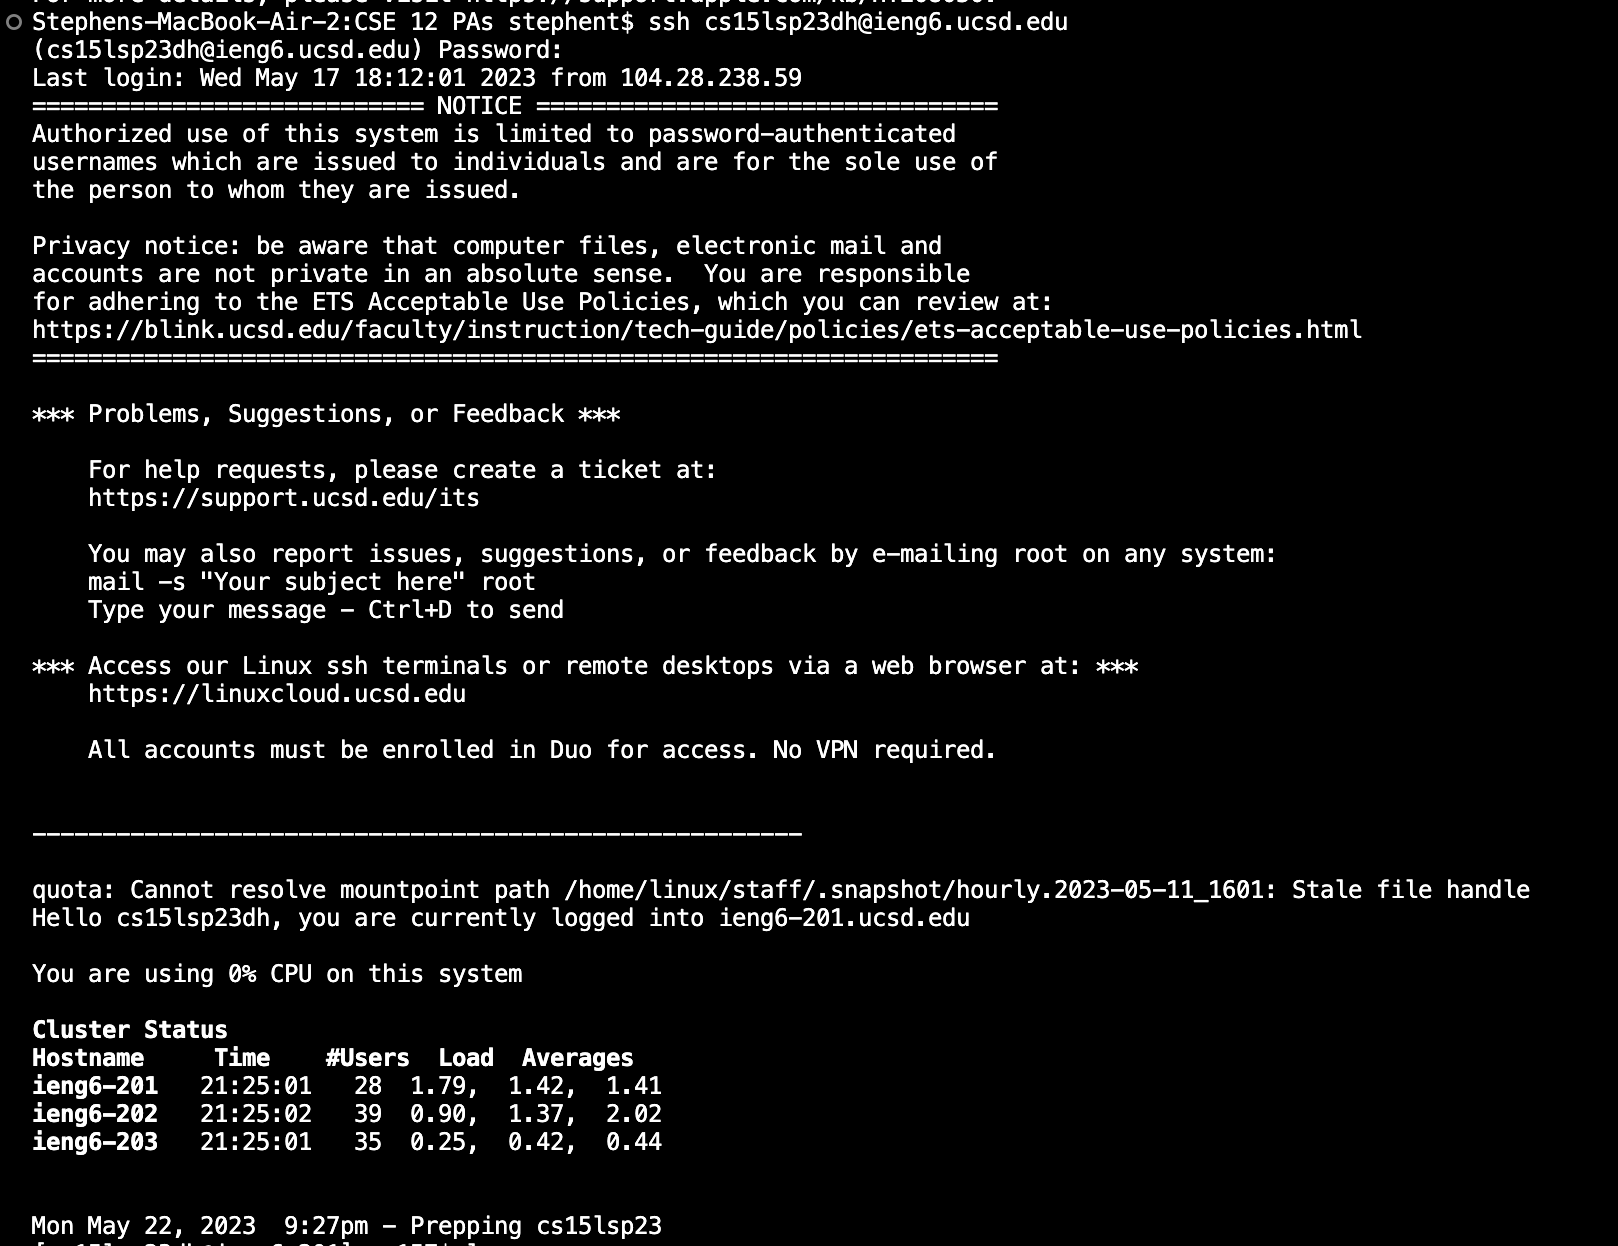 Stephens-MacBook-Air-2:CSE 12 PAs stephent$ ssh cs15lsp23dh@ieng6.ucsd.edu
(cs15lsp23dh@ieng6.ucsd.edu) Password:
Last login: Wed May 17 18:12:01 2023 from 104.28.238.59
============================ NOTICE =================================
Authorized use of this system is limited to password-authenticated
usernames which are issued to individuals and are for the sole use of
the person to whom they are issued.

Privacy notice: be aware that computer files, electronic mail and
accounts are not private in an absolute sense.  You are responsible
for adhering to the ETS Acceptable Use Policies, which you can review at:
https://blink.ucsd.edu/faculty/instruction/tech-guide/policies/ets-acceptable-use-policies.html
=====================================================================

*** Problems, Suggestions, or Feedback ***

    For help requests, please create a ticket at:
    https://support.ucsd.edu/its

    You may also report issues, suggestions, or feedback by e-mailing root on any system:
    mail -s "Your subject here" root
    Type your message - Ctrl+D to send

*** Access our Linux ssh terminals or remote desktops via a web browser at: ***
    https://linuxcloud.ucsd.edu

    All accounts must be enrolled in Duo for access. No VPN required.

-------------------------------------------------------

quota: Cannot resolve mountpoint path /home/linux/staff/.snapshot/hourly.2023-05-11_1601: Stale file handle
Hello cs15lsp23dh, you are currently logged into ieng6-201.ucsd.edu

You are using 0% CPU on this system

Cluster Status
Hostname     Time    #Users  Load  Averages
ieng6-201   21:25:01   28  1.79,  1.42,  1.41
ieng6-202   21:25:02   39  0.90,  1.37,  2.02
ieng6-203   21:25:01   35  0.25,  0.42,  0.44

Mon May 22, 2023  9:27pm - Prepping cs15lsp23